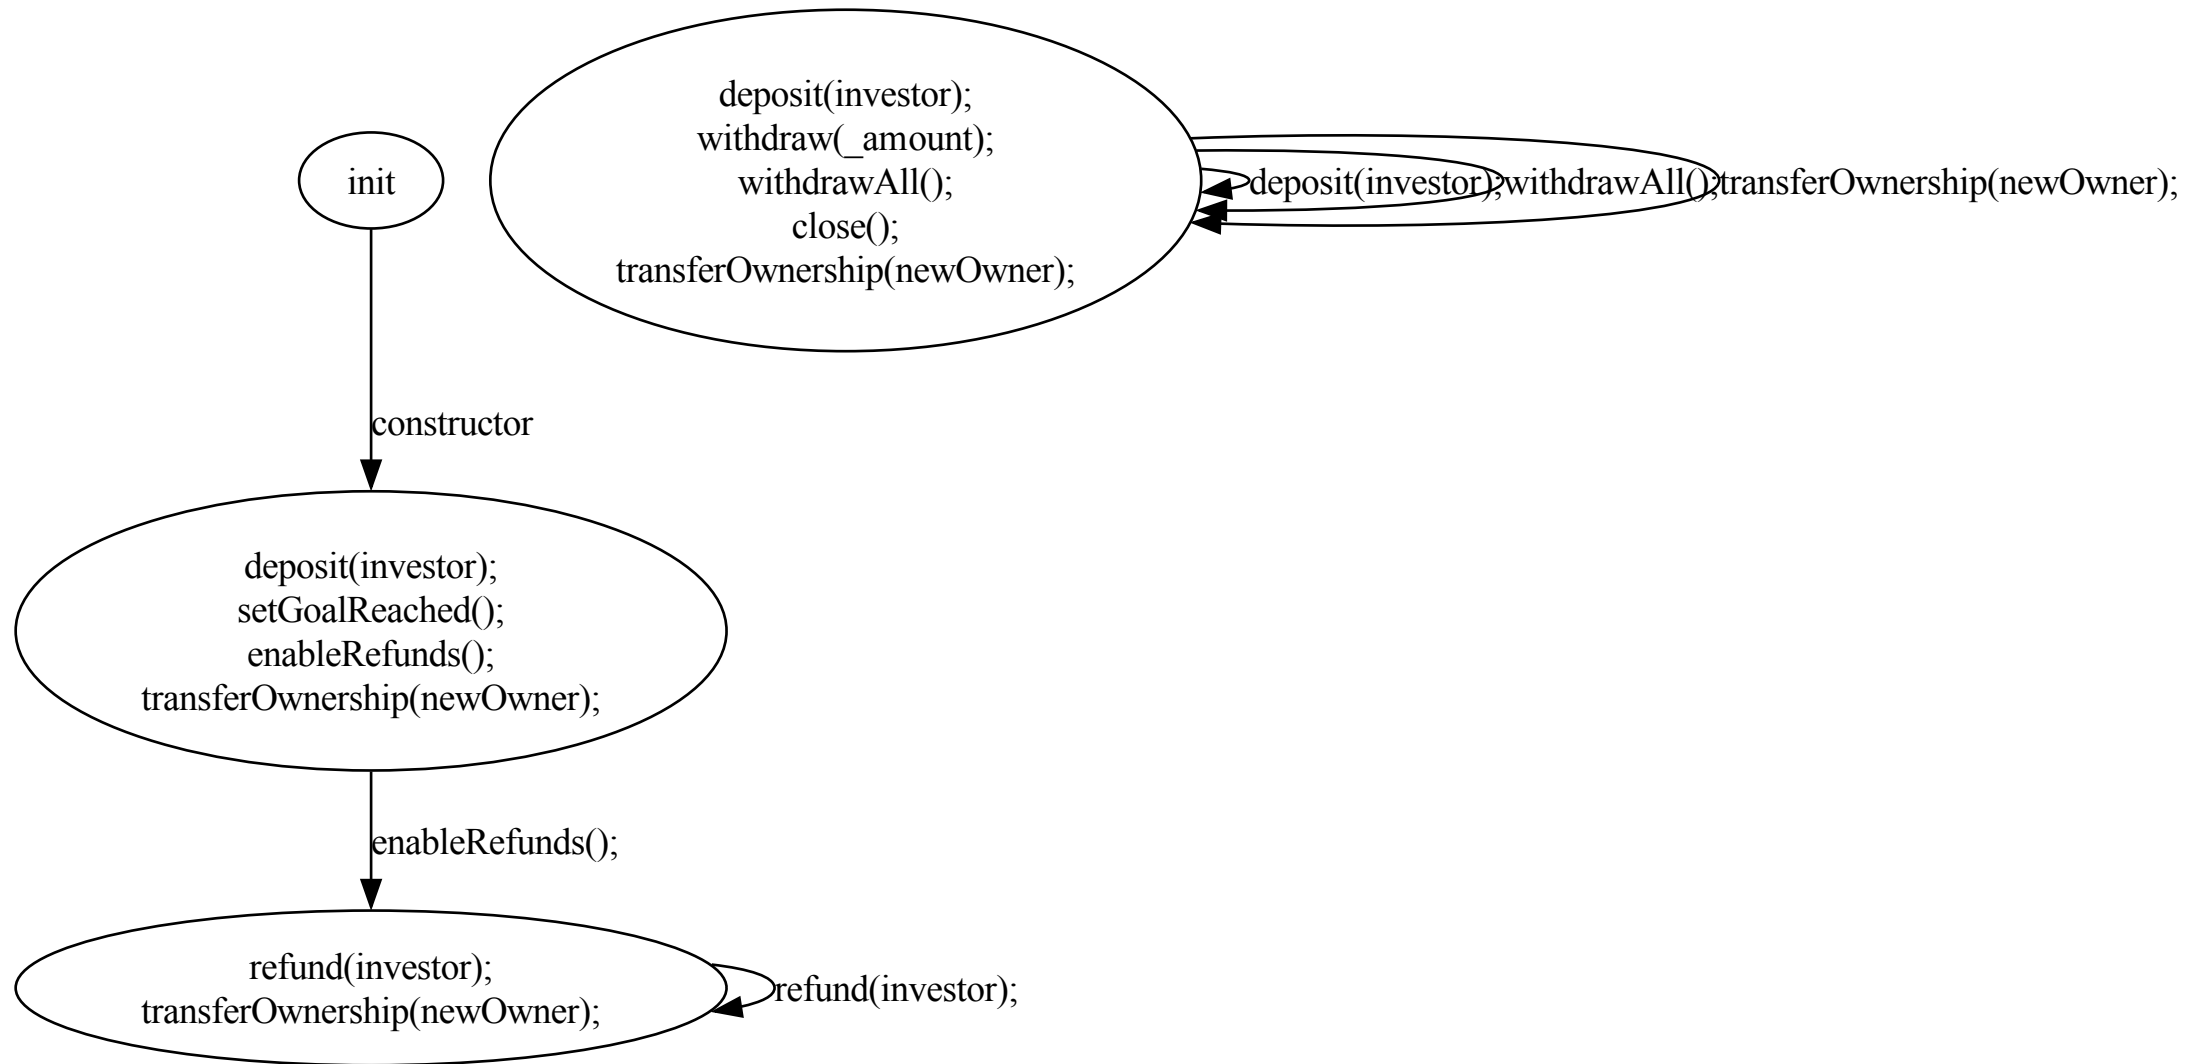 deposit(investor);
withdraw(_amount);
withdrawAll();
close();
transferOwnership(newOwner);
init
deposit(investor);
withdrawAll();
transferOwnership(newOwner);
constructor
deposit(investor);
setGoalReached();
enableRefunds();
transferOwnership(newOwner);
enableRefunds();
refund(investor);
transferOwnership(newOwner);
refund(investor);